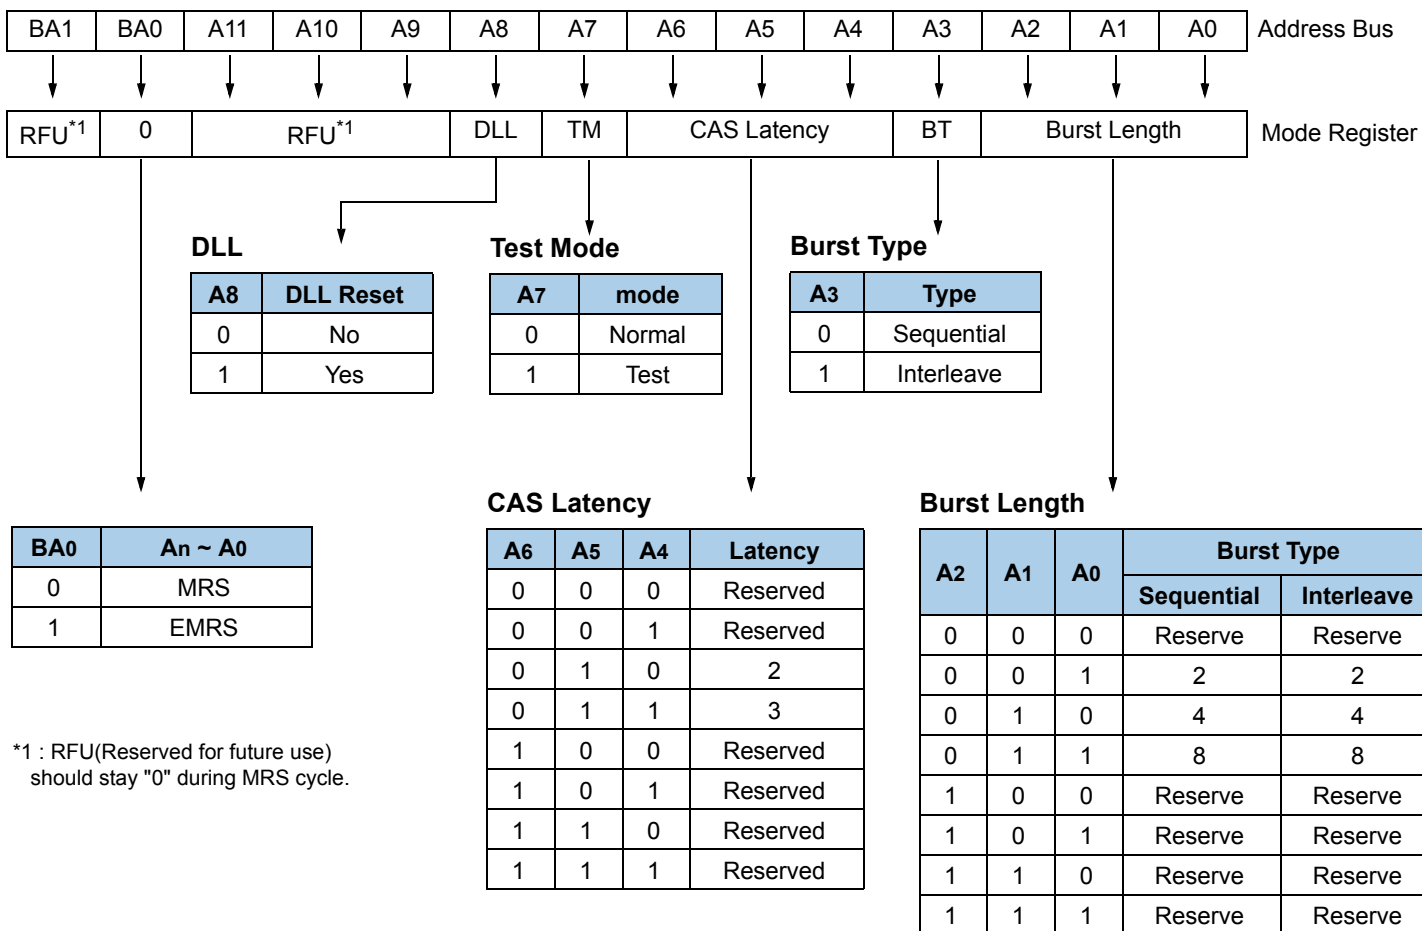 BA1 BA0 A11 A10 A9 A8 A7 A6 A5 A4 A3 A2 A1 A0 Address Bus
RFU*1 0 RFU*1 DLL TM CAS Latency BT Burst Length Mode Register
DLL
A8 DLL Reset
0 No
1 Yes
Test Mode
A7 mode
0 Normal
1 Test
Burst Type
A3 Type
0 Sequential
1 Interleave
BA0 An ~ A0
0 MRS
1 EMRS
*1 : RFU(Reserved for future use)
should stay "0" during MRS cycle.
CAS Latency
A6 A5 A4 Latency
0 0 0 Reserved
0 0 1 Reserved
0 1 0 2
0 1 1 3
1 0 0 Reserved
1 0 1 Reserved
1 1 0 Reserved
1 1 1 Reserved
Burst Length
A2 A1 A0 Burst Type
Sequential Interleave
0 0 0 Reserve Reserve
0 0 1 2 2
0 1 0 4 4
0 1 1 8 8
1 0 0 Reserve Reserve
1 0 1 Reserve Reserve
1 1 0 Reserve Reserve
1 1 1 Reserve Reserve